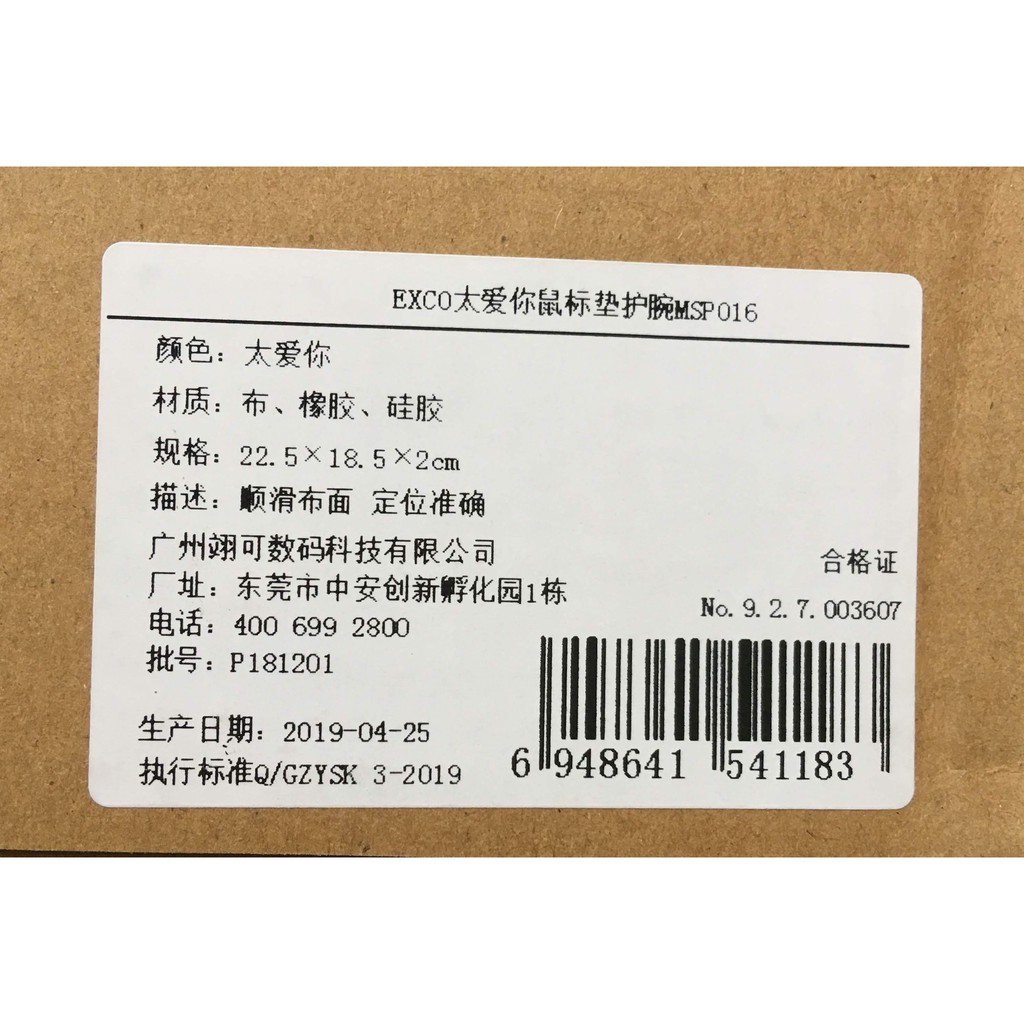 EXCO太爱你鼠标垫护腕MSP016
颜色：太爱你
材质：布、橡胶、硅胶
规格：22.5×18.5×2cm
描述：顺滑布面 定位准确
广州翊可数码科技有限公司
合格证
厂址：东莞市中安创新孵化园1栋
No.9.2.7.003607
电话：400 699 2800
批号：P181201
生产日期：2019-04-25
执行标准Q/GZYSK 3-2019
6 948641 541183